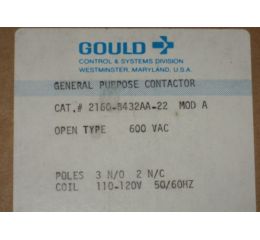 GOULD
CONTROL & SYSTEMS DIVISION
WESTMINSTER, MARYLAND, U.S.A.
GENERAL PURPOSE CONTACTOR
CAT.# 2160-B432AA-22 MOD A
OPEN TYPE 600 VAC
POLES 3 N/O 2 N/C
COIL 110-120V 50/60HZ